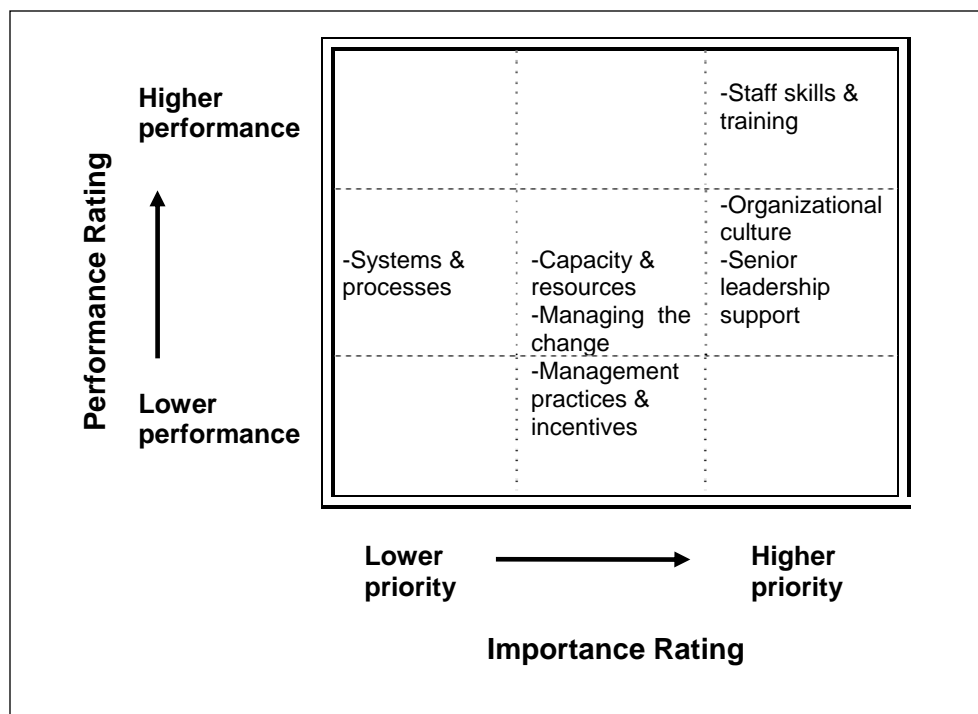 Performance Rating
Higher
performance
Lower
performance
-Staff skills &
training
-Systems &
processes
-Capacity &
resources
-Managing the
change
-Organizational
culture
-Senior
leadership
support
-Management
practices &
incentives
Lower
priority
Higher
priority
Importance Rating